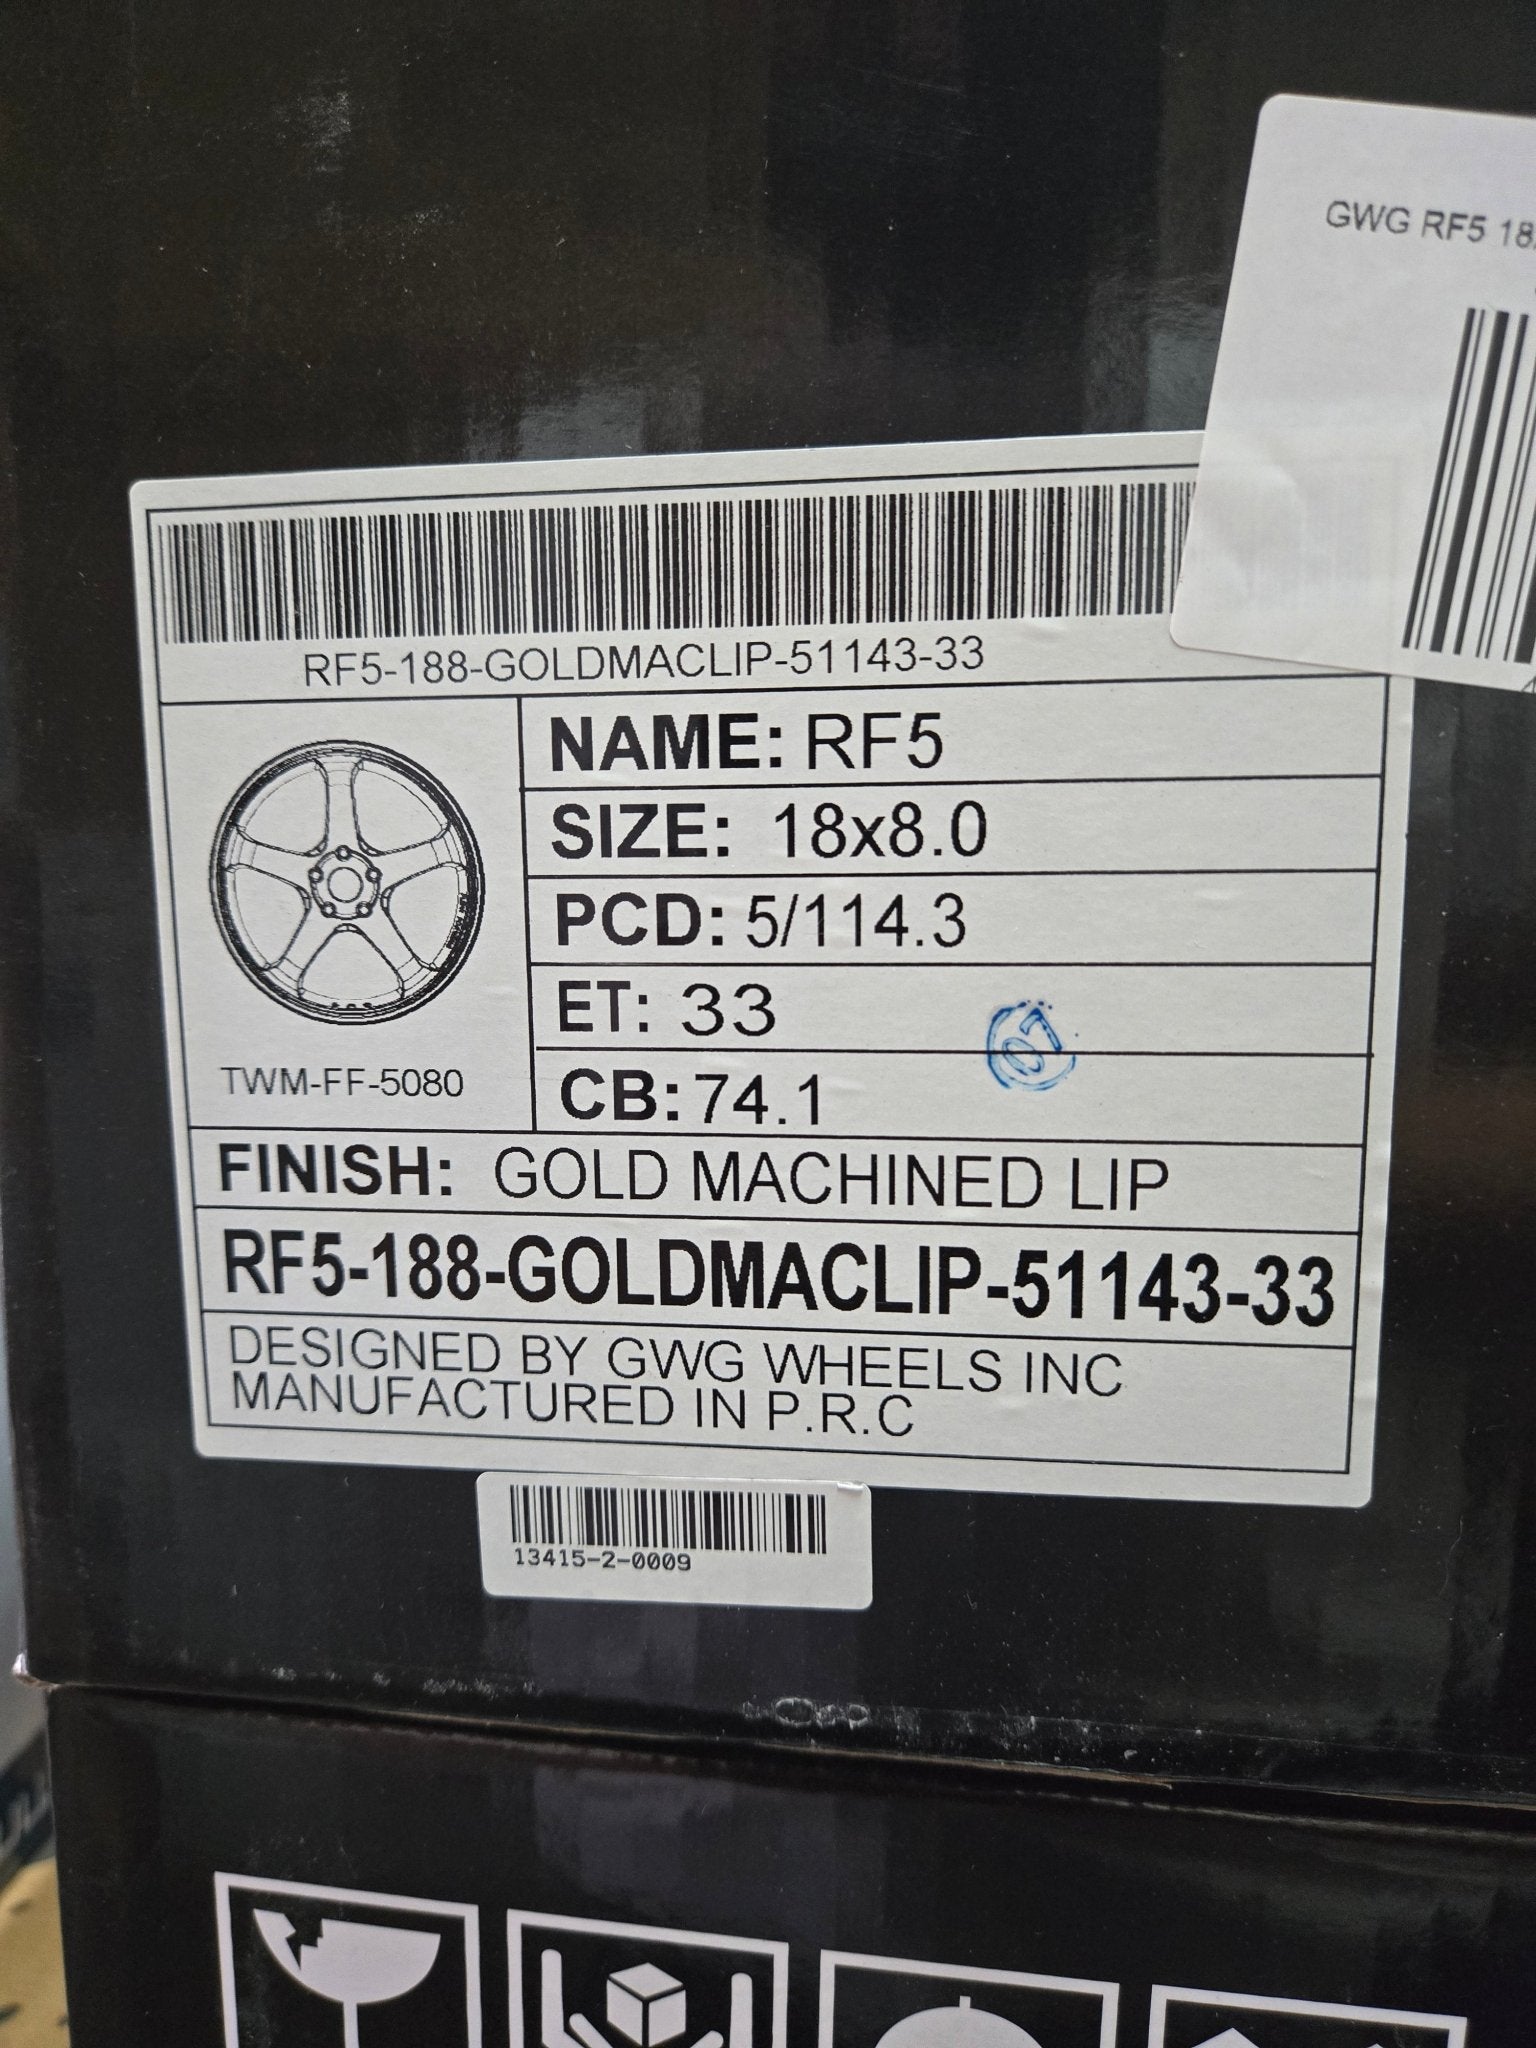 GWG RF5 18
RF5-188-GOLDMACLIP-51143-33
NAME: RF5
SIZE: 18x8.0
PCD: 5/114.3
ET: 33
07
CB: 74.1
TWM-FF-5080
FINISH: GOLD MACHINED LIP
RF5-188-GOLDMACLIP-51143-33
DESIGNED BY GWG WHEELS INC
MANUFACTURED IN P.R.C
13415-2-0009